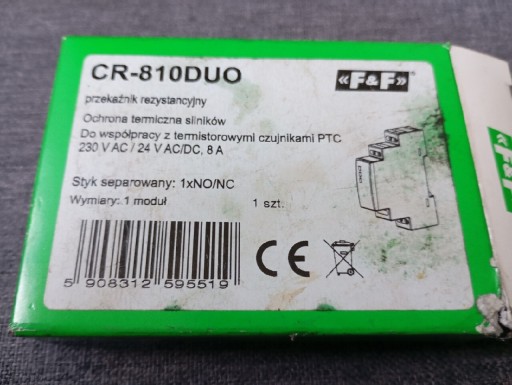 CR-810DUO
«F&F»
przekaźnik rezystancyjny
Ochrona termiczna silników
Do współpracy z termistorowymi czujnikami PTC
230 V AC / 24 V AC/DC, 8 A
Styk separowany: 1xNO/NC
Wymiary: 1 moduł
1 szt.
CE
5 908312 595519